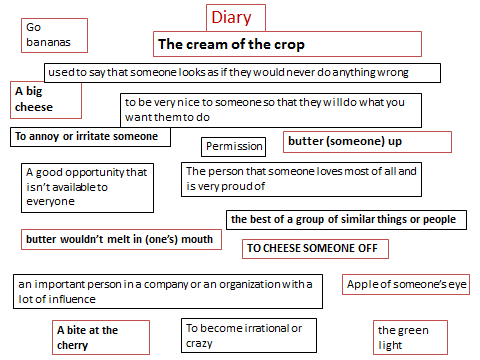 Diary
Go
bananas
The cream of the crop
used to say that someone looks as if they would never do anything wrong
A big
cheese
to be very nice to someone so that they will do what you
want them to do
To annoy or irritate someone
Permission
butter (someone) up
A good opportunity that
isn't available to
everyone
The person that someone loves most of all and
is very proud of
the best of a group of similar things or people
butter wouldn't melt in (one's) mouth
TO CHEESE SOMEONE OFF
an important person in a company or an organization with a
lot of influence
Apple of someone's eye
A bite at the
cherry
To become irrational or
crazy
the green
light